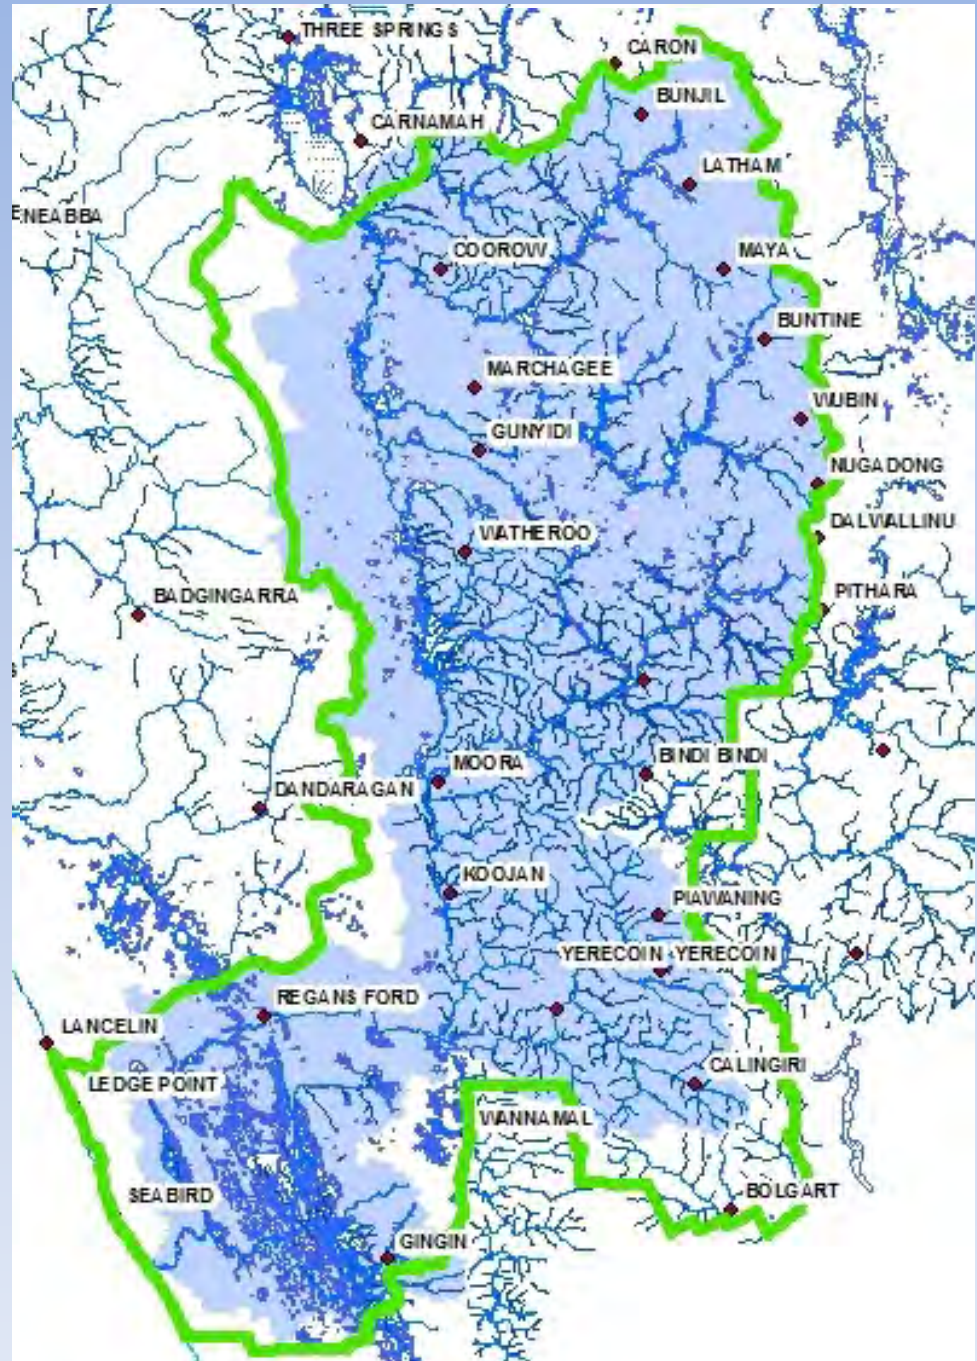 THREE SPRINGS
CARON
BUNJIL
CARNAMAH
LATHAM
ENEABBA
COOROW
MAYA
BUNTINE
MARCHAGEE
WUBIN
GUNYIDI
NUGADONG
DALWALLINU
WATHEROO
BADGINGARRA
PITHARA
BINDI BINDI
MOORA
DANDARAGAN
KOOJAN
PIAWANING
YERECOIN YERECOIN
REGANS FORD
LANCELIN
CALINGIRI
LEDGE POINT
WANNAMAL
SEABIRD
BOLGART
GINGIN